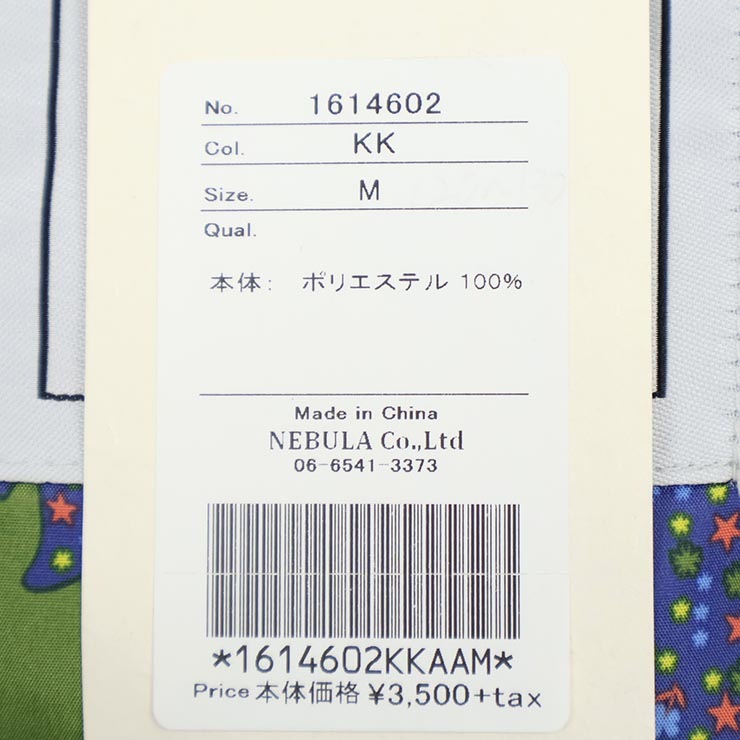 No. 1614602
Col. KK
Size. M
Qual.
本体: ポリエステル 100%
Made in China
NEBULA Co.,Ltd
06-6541-3373
*1614602KKAAM*
Price 本体価格 ¥3,500+tax